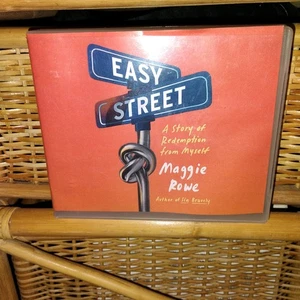 EASY
STREET
A Story of
Redemption
from Myself
Maggie
Rowe
Author of Sin Bravely